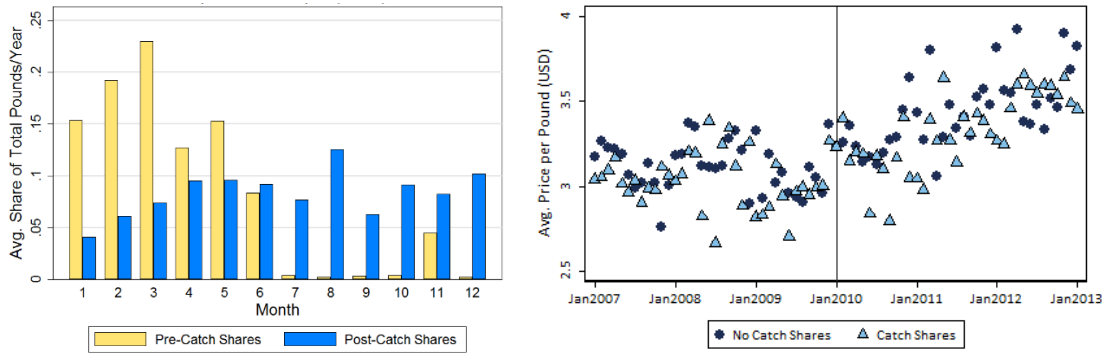 .25
.2
.15
.1
.05
0
Avg. Share of Total Pounds/Year
1 2 3 4 5 6 7 8 9 10 11 12
Month
Pre-Catch Shares Post-Catch Shares
4
3.5
3
2.5
Avg. Price per Pound (USD)
Jan2007 Jan2008 Jan2009 Jan2010 Jan2011 Jan2012 Jan2013
No Catch Shares Catch Shares